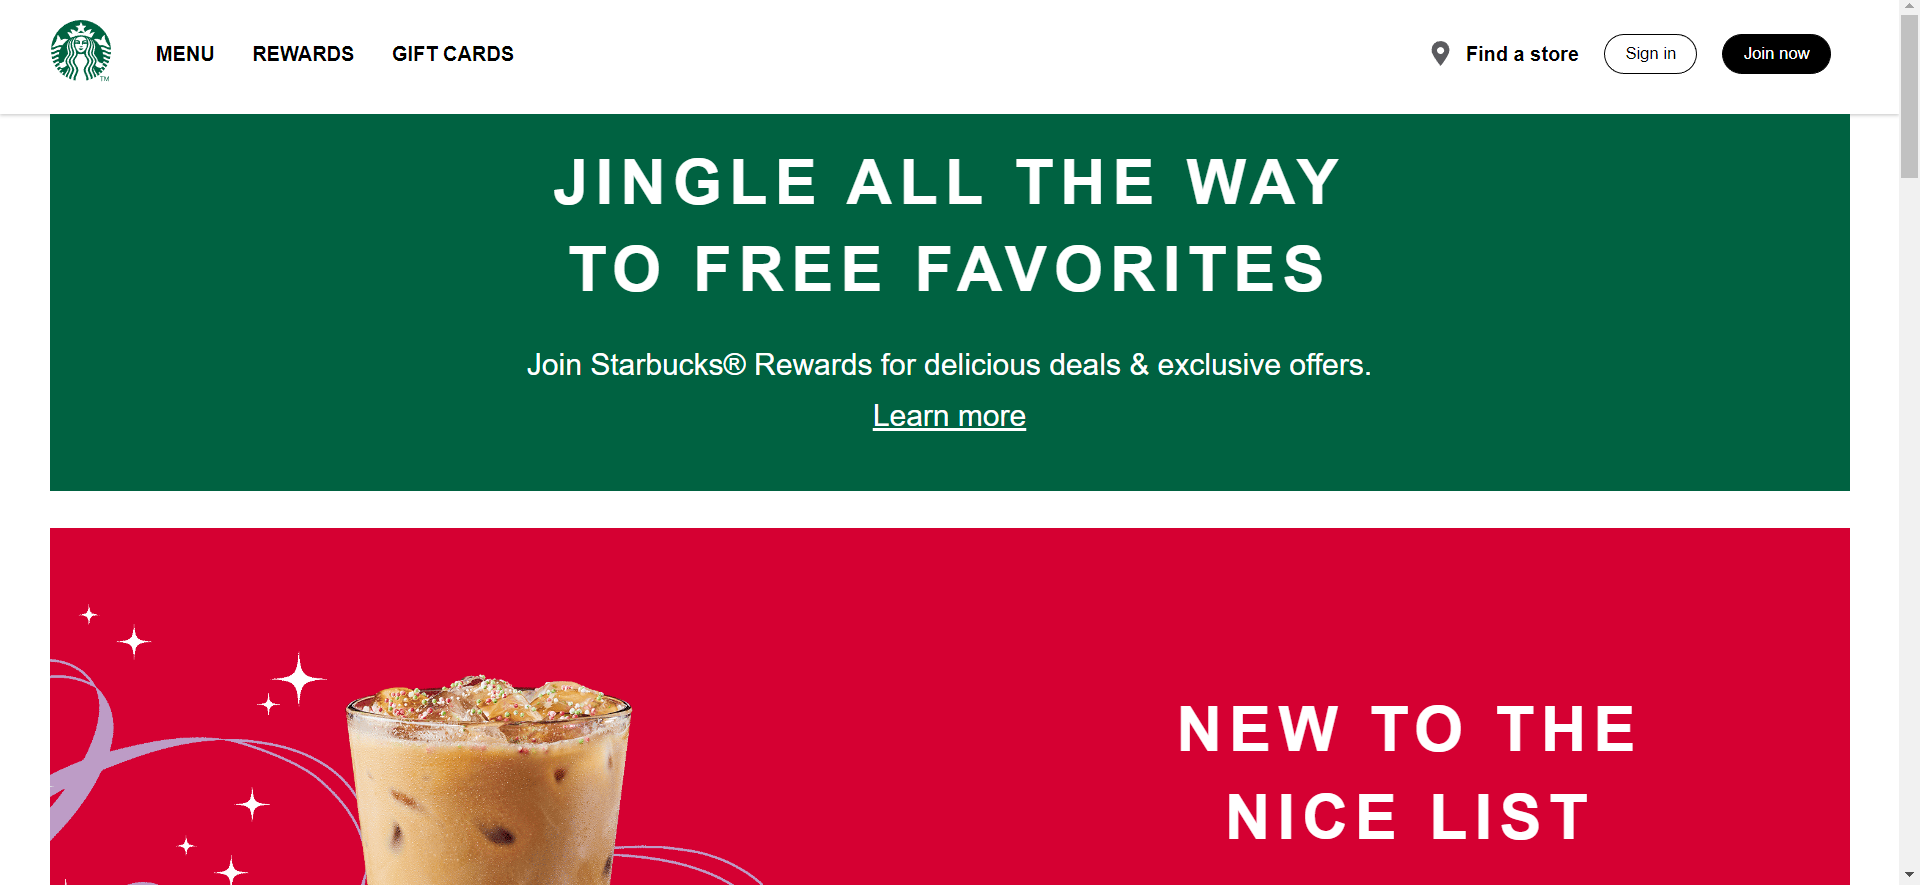 TM
MENU
REWARDS
GIFT CARDS
Find a store
Sign in
Join now
JINGLE ALL THE WAY
TO FREE FAVORITES
Join Starbucks® Rewards for delicious deals & exclusive offers.
Learn more
NEW TO THE
NICE LIST